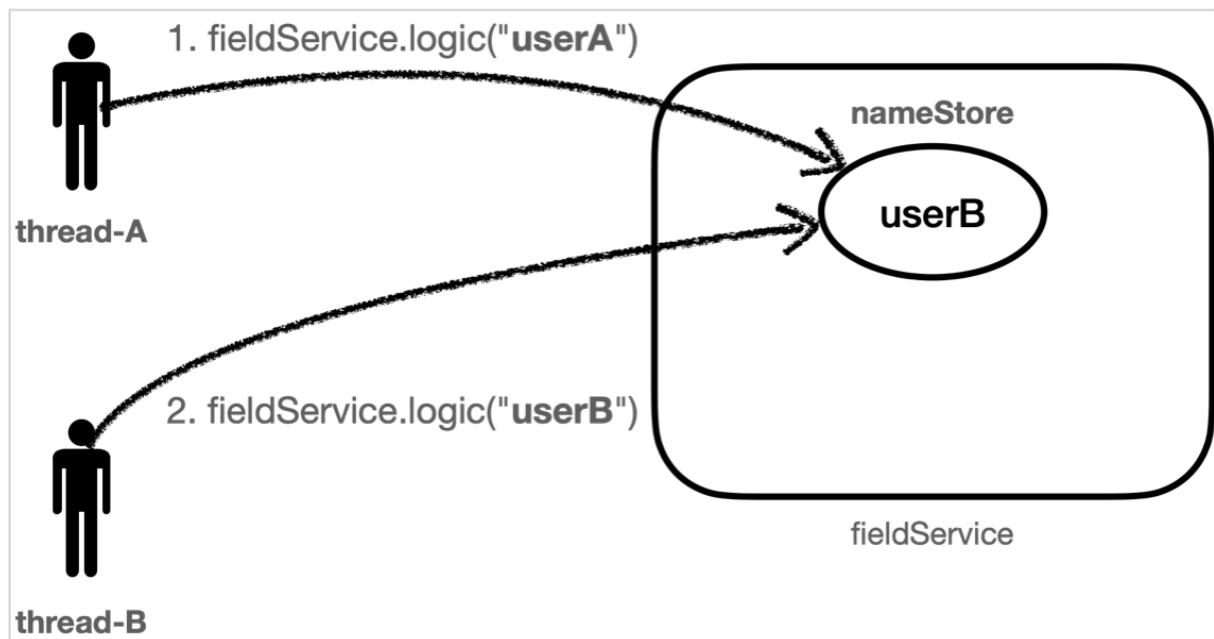 1. fieldService.logic("userA")
nameStore
userB
thread-A
2. fieldService.logic("userB")
fieldService
thread-B